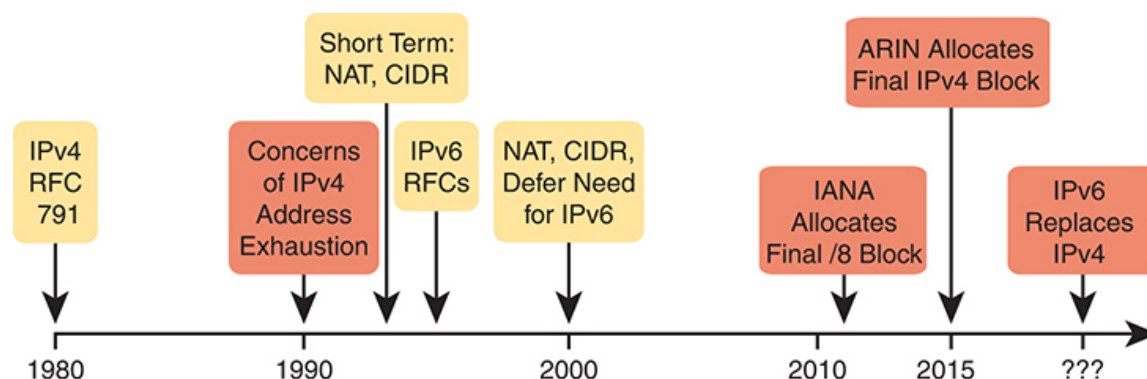 Short Term:
NAT, CIDR
ARIN Allocates
Final IPv4 Block
IPv4
RFC
791
Concerns
of IPv4
Address
Exhaustion
IPv6
RFCs
NAT, CIDR,
Defer Need
for IPv6
IANA
Allocates
Final /8 Block
IPv6
Replaces
IPv4
1980
1990
2000
2010
2015
???